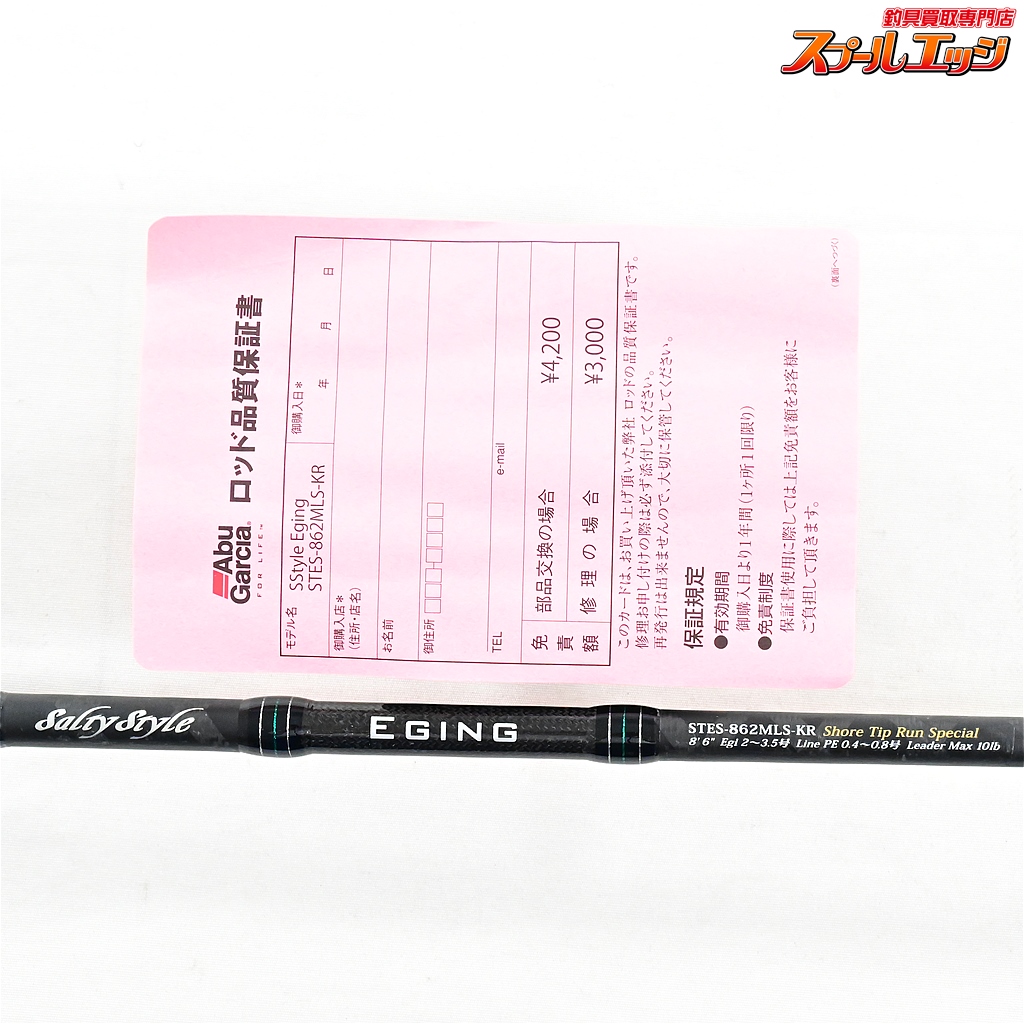 釣具買取専門店
スプールエッジ
Abu
Garcia®
FOR LIFE™
ロッド品質保証書
モデル名
SStyle Eging
STES-862MLS-KR
御購入日*
年 月 日
御購入店*
(住所・店名)
お名前
御住所
TEL
e-mail
免責額
部品交換の場合 ¥4,200
修理の場合 ¥3,000
このカードは、お買い上げ頂いた弊社 ロッドの品質保証書です。
修理お申し付けの際は必ず添付してください。
再発行は出来ませんので、大切に保管してください。
保証規定
●有効期間
御購入日より1年間 (1ヶ所1回限り)
●免責制度
保証書使用に際しては上記免責額をお客様に
ご負担して頂きます。
(裏面へつづく)
Salty Style
EGING
STES-862MLS-KR Shore Tip Run Special
8'6" Egi 2～3.5号 Line PE 0.4～0.8号 Leader Max 10lb